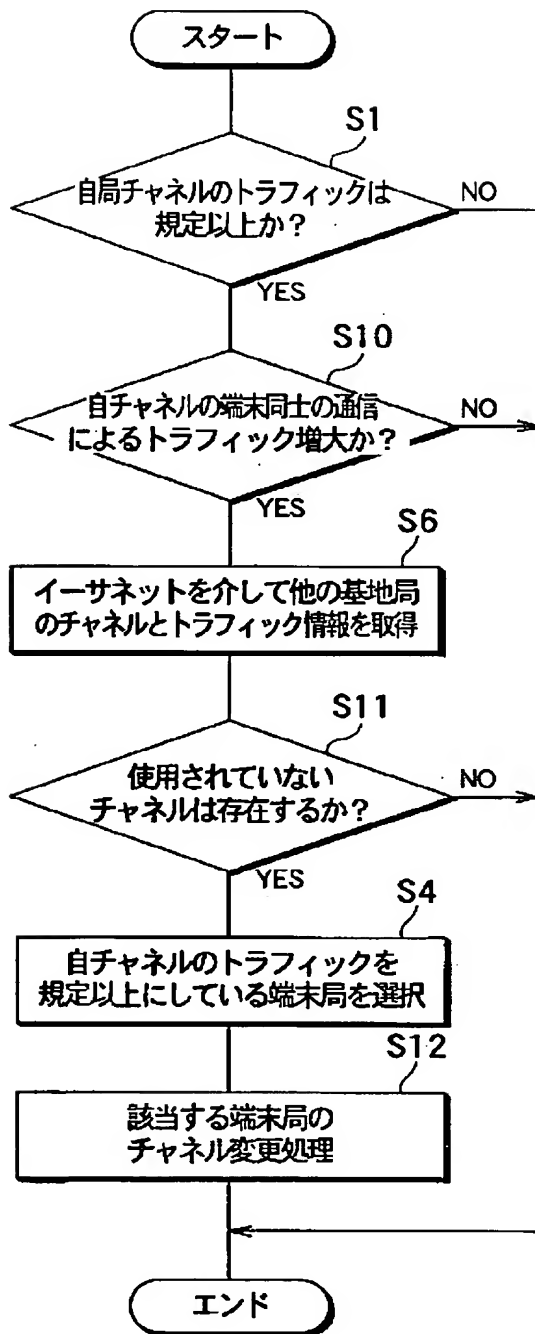 スタート
S1
自局チャネルのトラフィックは
規定以上か？
NO
YES
S10
自チャネルの端末同士の通信
によるトラフィック増大か？
NO
YES
S6
イーサネットを介して他の基地局
のチャネルとトラフィック情報を取得
S11
使用されていない
チャネルは存在するか？
NO
YES
S4
自チャネルのトラフィックを
規定以上にしている端末局を選択
S12
該当する端末局の
チャネル変更処理
エンド